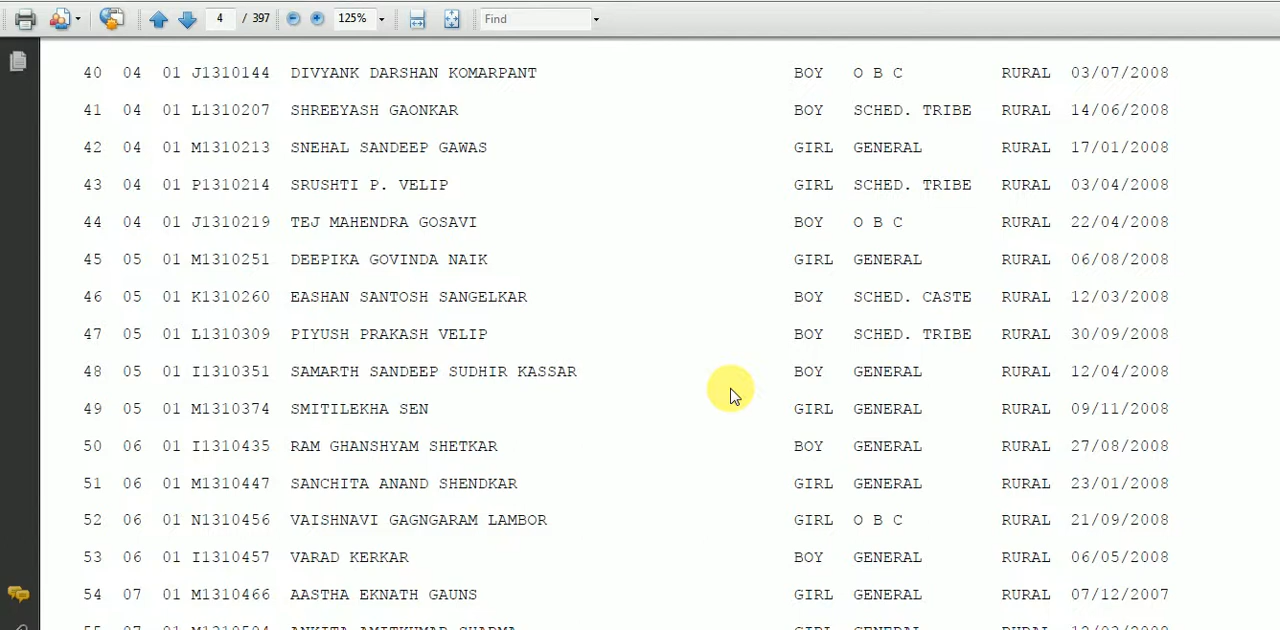 4 / 397 125% Find
40 04 01 J1310144 DIVYANK DARSHAN KOMARPANT BOY O B C RURAL 03/07/2008
41 04 01 L1310207 SHREEYASH GAONKAR BOY SCHED. TRIBE RURAL 14/06/2008
42 04 01 M1310213 SNEHAL SANDEEP GAWAS GIRL GENERAL RURAL 17/01/2008
43 04 01 P1310214 SRUSHTI P. VELIP GIRL SCHED. TRIBE RURAL 03/04/2008
44 04 01 J1310219 TEJ MAHENDRA GOSAVI BOY O B C RURAL 22/04/2008
45 05 01 M1310251 DEEPIKA GOVINDA NAIK GIRL GENERAL RURAL 06/08/2008
46 05 01 K1310260 EASHAN SANTOSH SANGELKAR BOY SCHED. CASTE RURAL 12/03/2008
47 05 01 L1310309 PIYUSH PRAKASH VELIP BOY SCHED. TRIBE RURAL 30/09/2008
48 05 01 I1310351 SAMARTH SANDEEP SUDHIR KASSAR BOY GENERAL RURAL 12/04/2008
49 05 01 M1310374 SMITILEKHA SEN GIRL GENERAL RURAL 09/11/2008
50 06 01 I1310435 RAM GHANSHYAM SHETKAR BOY GENERAL RURAL 27/08/2008
51 06 01 M1310447 SANCHITA ANAND SHENDKAR GIRL GENERAL RURAL 23/01/2008
52 06 01 N1310456 VAISHNAVI GAGNGARAM LAMBOR GIRL O B C RURAL 21/09/2008
53 06 01 I1310457 VARAD KERKAR BOY GENERAL RURAL 06/05/2008
54 07 01 M1310466 AASTHA EKNATH GAUNS GIRL GENERAL RURAL 07/12/2007
55 07 01 ANKITA AMITKUMAR SHARMA GIRL GENERAL RURAL